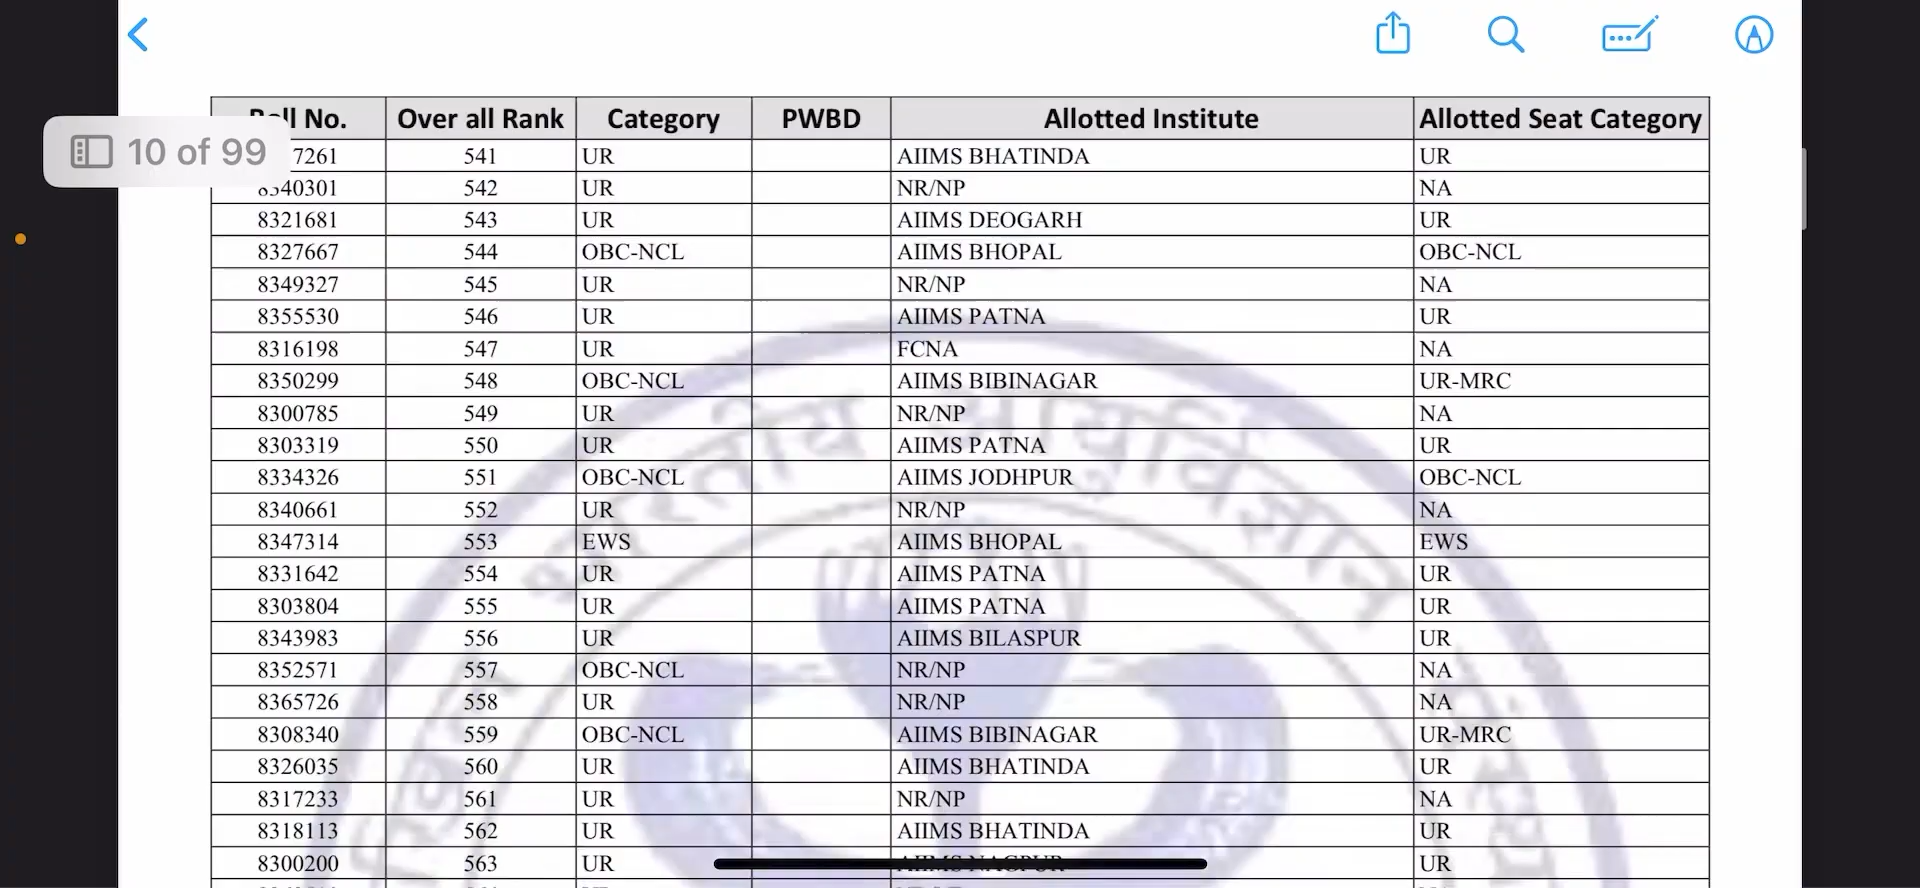 10 of 99
Roll No. Over all Rank Category PWBD Allotted Institute Allotted Seat Category
7261 541 UR AIIMS BHATINDA UR
8340301 542 UR NR/NP NA
8321681 543 UR AIIMS DEOGARH UR
8327667 544 OBC-NCL AIIMS BHOPAL OBC-NCL
8349327 545 UR NR/NP NA
8355530 546 UR AIIMS PATNA UR
8316198 547 UR FCNA NA
8350299 548 OBC-NCL AIIMS BIBINAGAR UR-MRC
8300785 549 UR NR/NP NA
8303319 550 UR AIIMS PATNA UR
8334326 551 OBC-NCL AIIMS JODHPUR OBC-NCL
8340661 552 UR NR/NP NA
8347314 553 EWS AIIMS BHOPAL EWS
8331642 554 UR AIIMS PATNA UR
8303804 555 UR AIIMS PATNA UR
8343983 556 UR AIIMS BILASPUR UR
8352571 557 OBC-NCL NR/NP NA
8365726 558 UR NR/NP NA
8308340 559 OBC-NCL AIIMS BIBINAGAR UR-MRC
8326035 560 UR AIIMS BHATINDA UR
8317233 561 UR NR/NP NA
8318113 562 UR AIIMS BHATINDA UR
8300200 563 UR AIIMS NAGPUR UR
भारतीय आयुर्विज्ञान